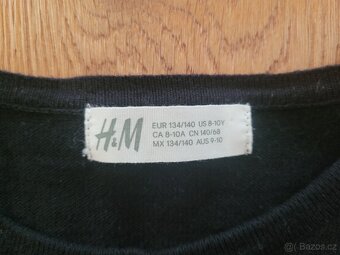 H&M
EUR 134/140 US 8-10Y
CA 8-10A CN 140/68
MX 134/140 AUS 9-10
Bazoš.cz